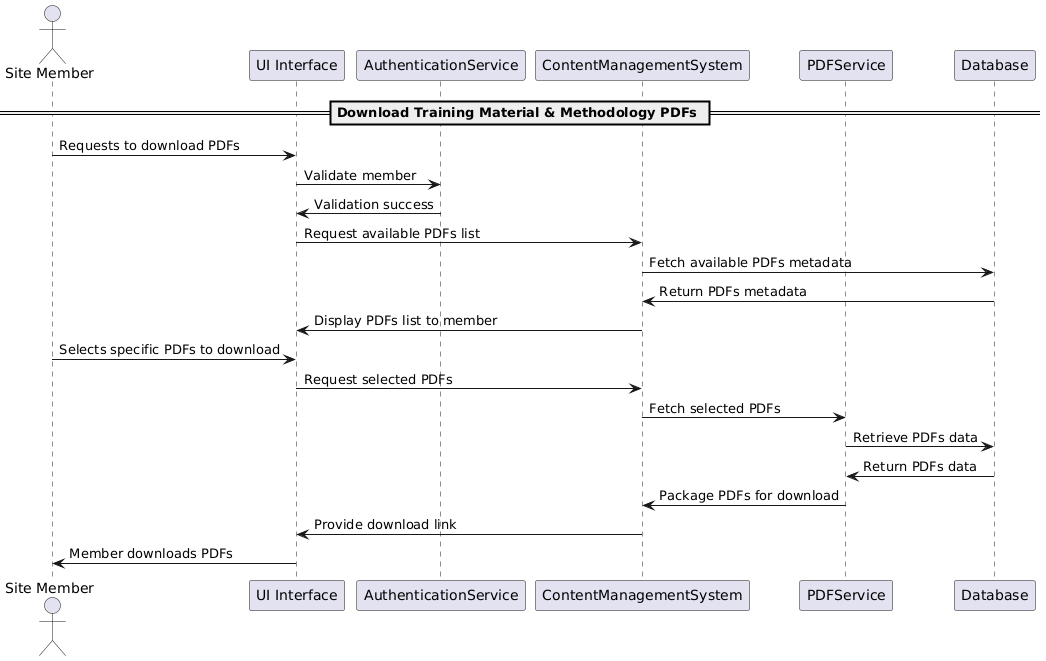 Site Member
UI Interface
AuthenticationService
ContentManagementSystem
PDFService
Database
Download Training Material & Methodology PDFs
Requests to download PDFs
Validate member
Validation success
Request available PDFs list
Fetch available PDFs metadata
Return PDFs metadata
Display PDFs list to member
Selects specific PDFs to download
Request selected PDFs
Fetch selected PDFs
Retrieve PDFs data
Return PDFs data
Package PDFs for download
Provide download link
Member downloads PDFs
Site Member
UI Interface
AuthenticationService
ContentManagementSystem
PDFService
Database